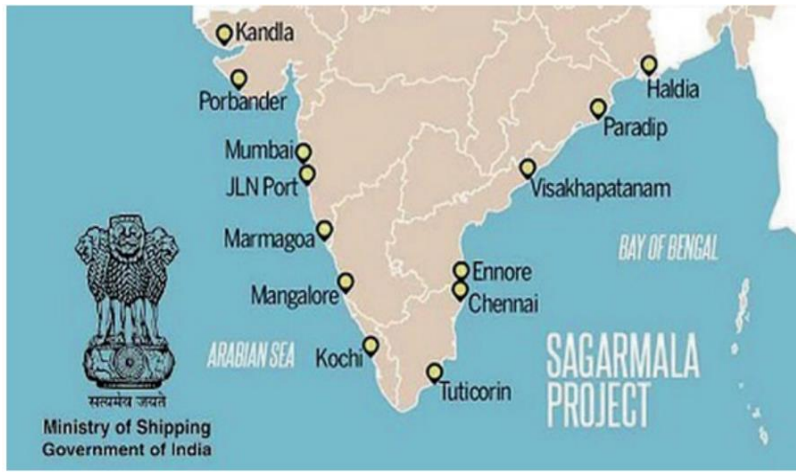 Kandla
Porbander
Haldia
Paradip
Mumbai
JLN Port
Visakhapatanam
Marmagoa
BAY OF BENGAL
Ennore
Mangalore
Chennai
ARABIAN SEA
Kochi
SAGARMALA
PROJECT
Tuticorin
सत्यमेव जयते
Ministry of Shipping
Government of India